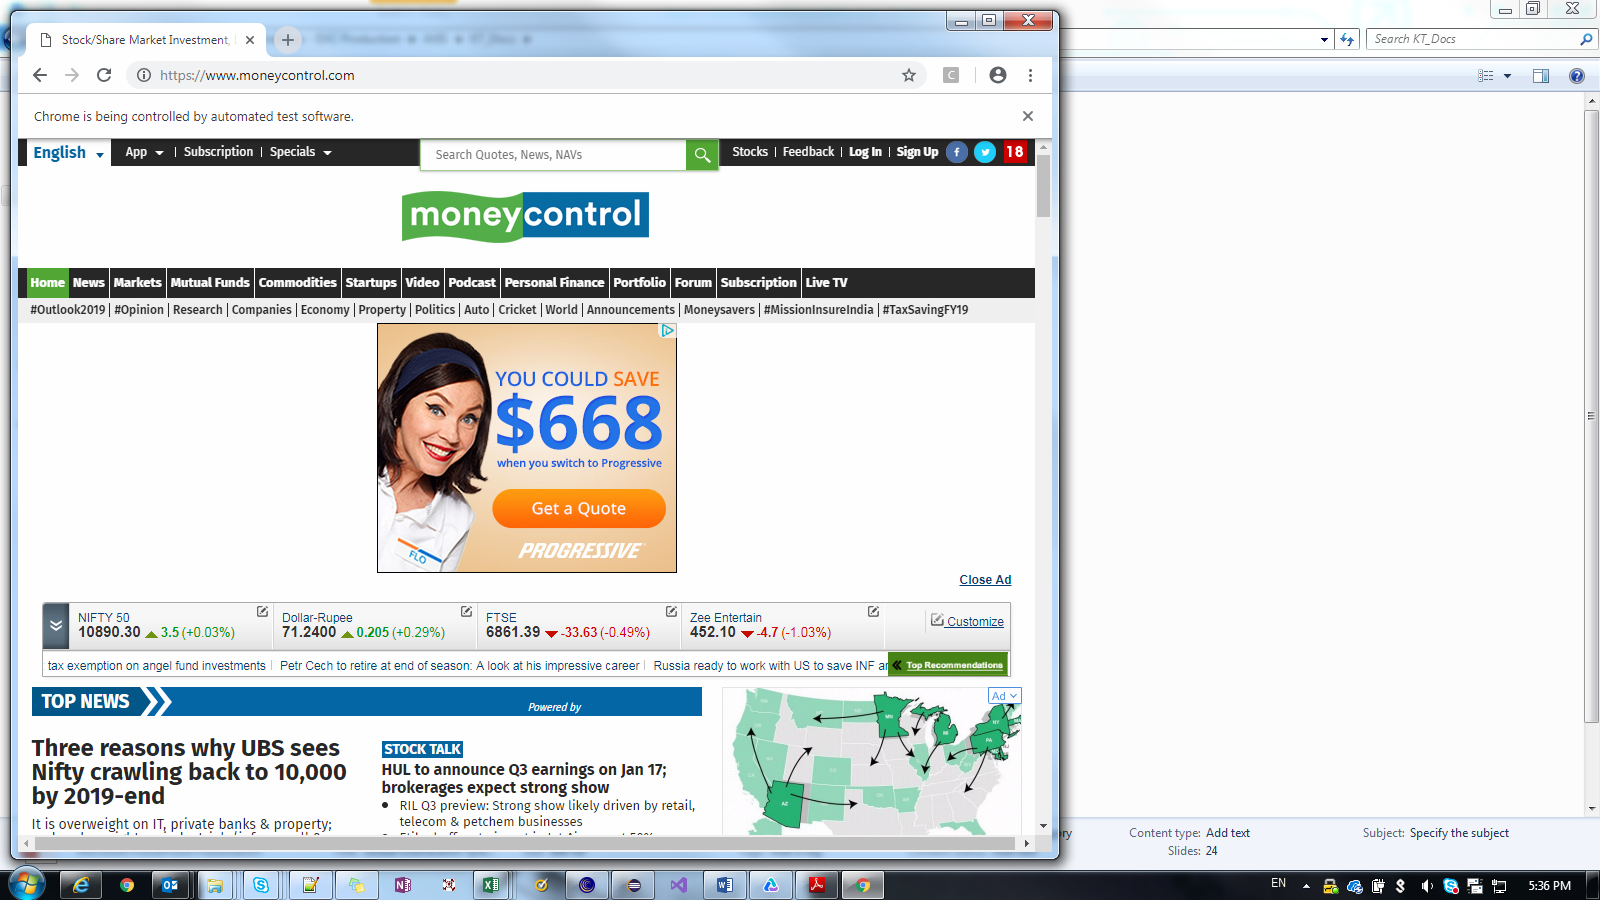 Stock/Share Market Investment,
Search KT_Docs
https://www.moneycontrol.com
C
Chrome is being controlled by automated test software.
English
App | Subscription | Specials
Search Quotes, News, NAVs
Stocks | Feedback | Log In | Sign Up
18
moneycontrol
Home News Markets Mutual Funds Commodities Startups Video Podcast Personal Finance Portfolio Forum Subscription Live TV
#Outlook2019 | #Opinion | Research | Companies | Economy | Property | Politics | Auto | Cricket | World | Announcements | Moneysavers | #MissionInsureIndia | #TaxSavingFY19
YOU COULD SAVE
$668
when you switch to Progressive
Get a Quote
PROGRESSIVE
FLO
Close Ad
NIFTY 50
10890.30 3.5 (+0.03%)
Dollar-Rupee
71.2400 0.205 (+0.29%)
FTSE
6861.39 -33.63 (-0.49%)
Zee Entertain
452.10 -4.7 (-1.03%)
Customize
tax exemption on angel fund investments | Petr Cech to retire at end of season: A look at his impressive career | Russia ready to work with US to save INF
Top Recommendations
TOP NEWS
Powered by
Ad
Three reasons why UBS sees
Nifty crawling back to 10,000
by 2019-end
It is overweight on IT, private banks & property;
STOCK TALK
HUL to announce Q3 earnings on Jan 17;
brokerages expect strong show
RIL Q3 preview: Strong show likely driven by retail,
telecom & petchem businesses
MN
NY
PA
AZ
Content type: Add text
Slides: 24
Subject: Specify the subject
EN
5:36 PM